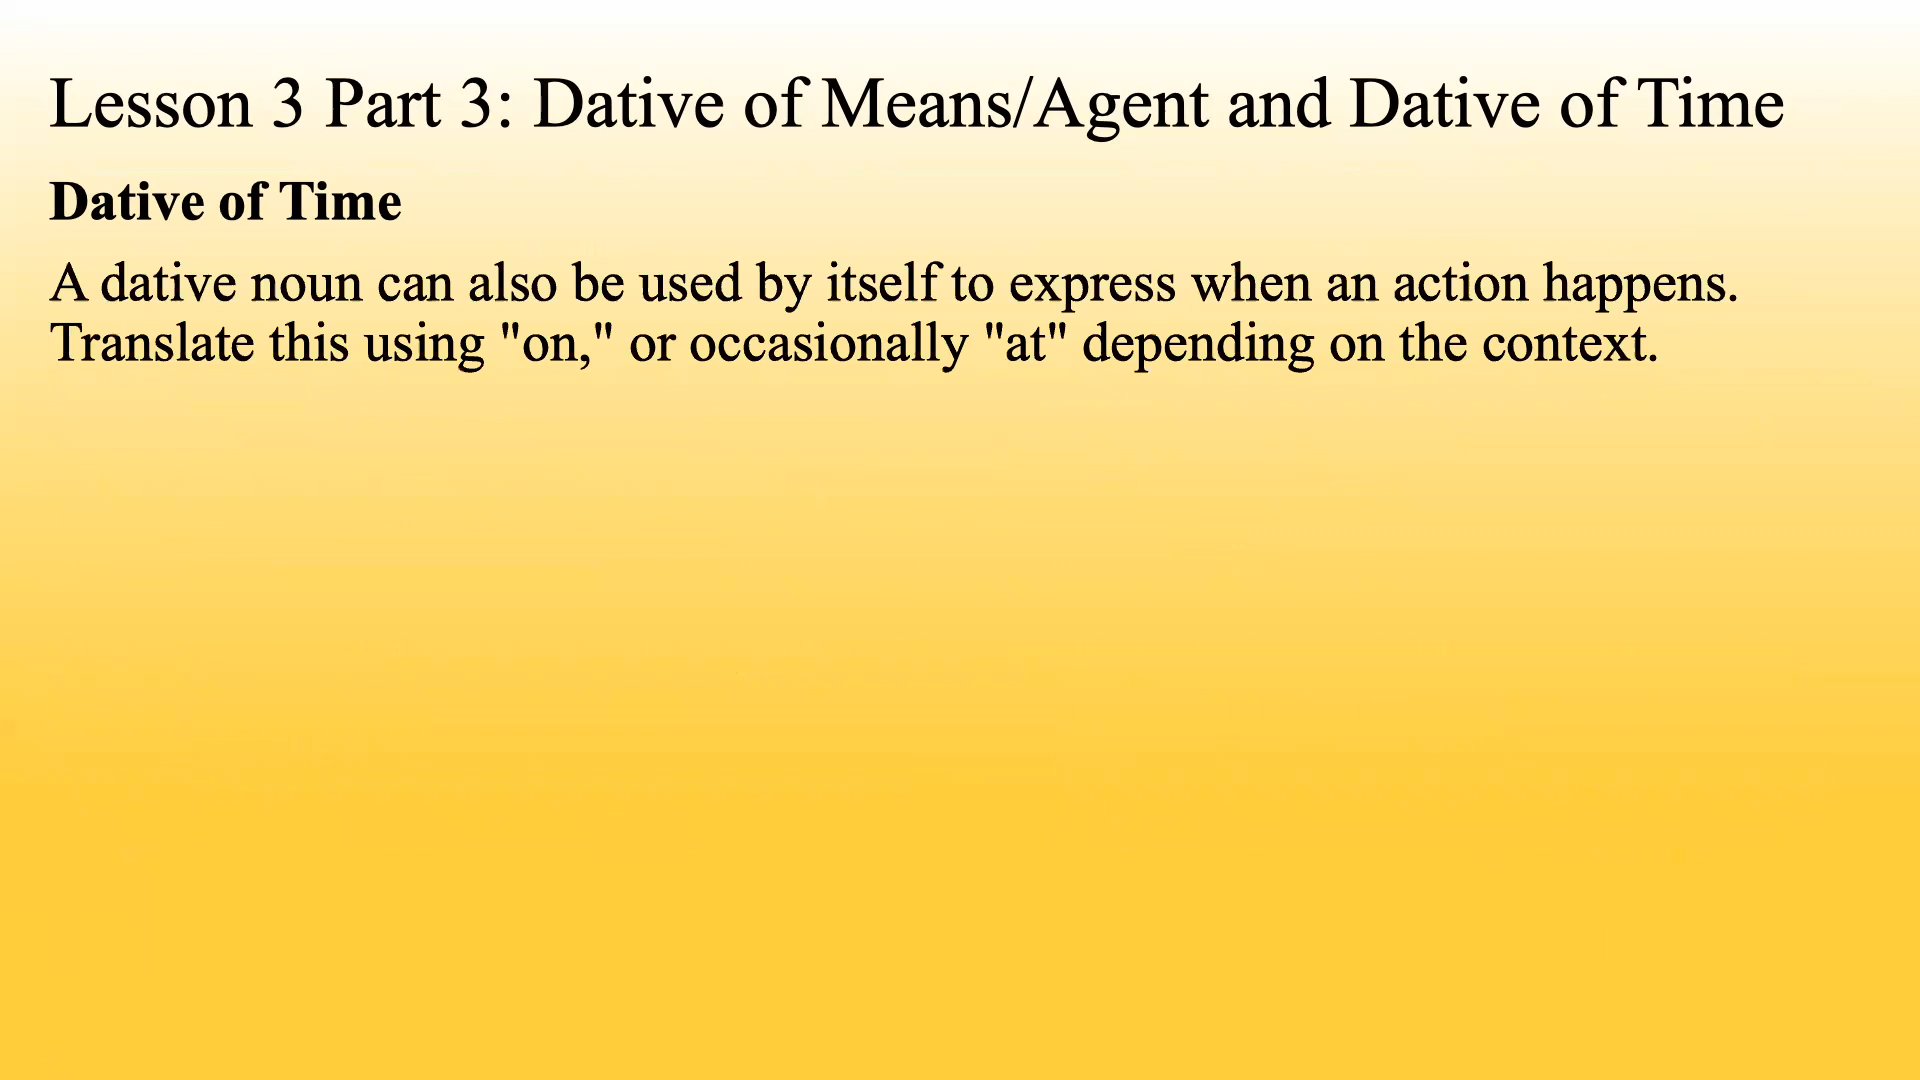 Lesson 3 Part 3: Dative of Means/Agent and Dative of Time
Dative of Time
A dative noun can also be used by itself to express when an action happens.
Translate this using "on," or occasionally "at" depending on the context.